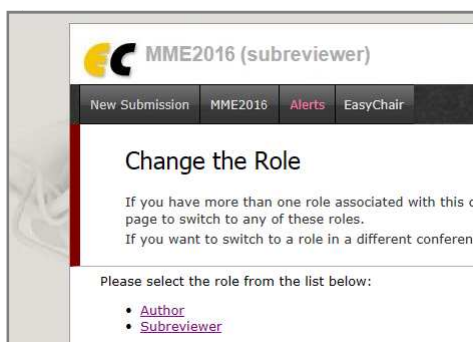 EC MME2016 (subreviewer)
New Submission MME2016 Alerts EasyChair
Change the Role
If you have more than one role associated with this
page to switch to any of these roles.
If you want to switch to a role in a different
Please select the role from the list below:
• Author
• Subreviewer